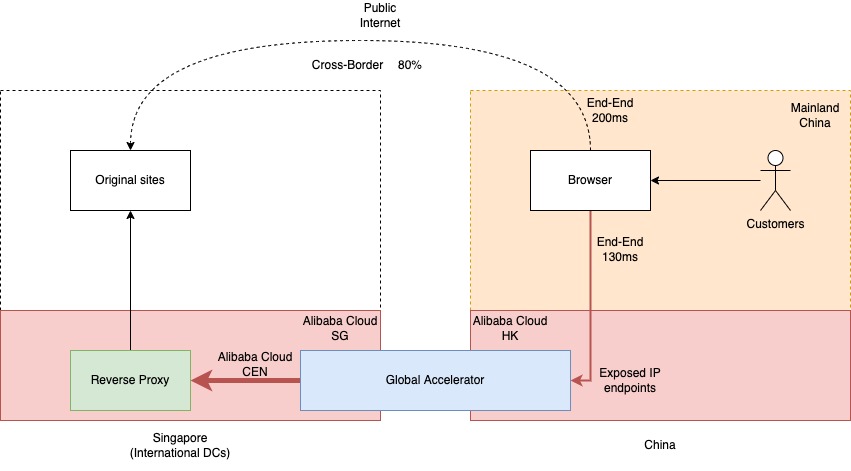 Public
Internet
Cross-Border 80%
End-End
200ms
Mainland
China
Original sites
Browser
Customers
End-End
130ms
Alibaba Cloud
SG
Alibaba Cloud
HK
Alibaba Cloud
CEN
Reverse Proxy
Global Accelerator
Exposed IP
endpoints
Singapore
(International DCs)
China